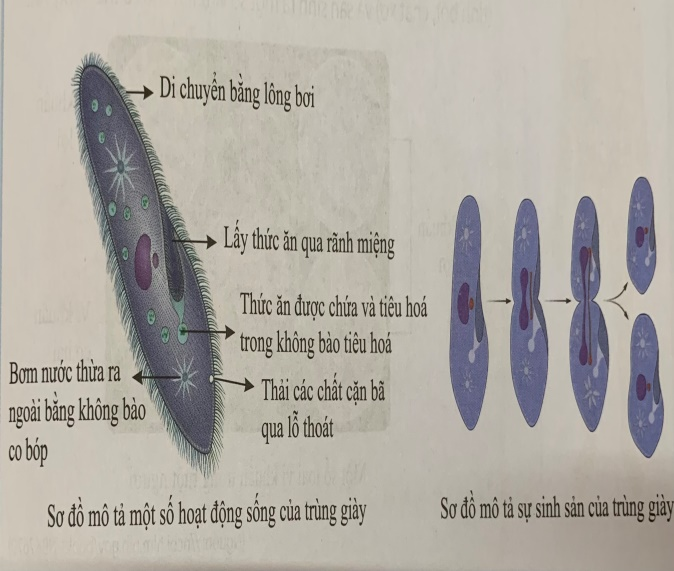 Di chuyển bằng lông bơi
Lấy thức ăn qua rãnh miệng
Thức ăn được chứa và tiêu hoá
trong không bào tiêu hoá
Bơm nước thừa ra
ngoài bằng không bào
co bóp
Thải các chất cặn bã
qua lỗ thoát
Sơ đồ mô tả một số hoạt động sống của trùng giày
Sơ đồ mô tả sự sinh sản của trùng giày